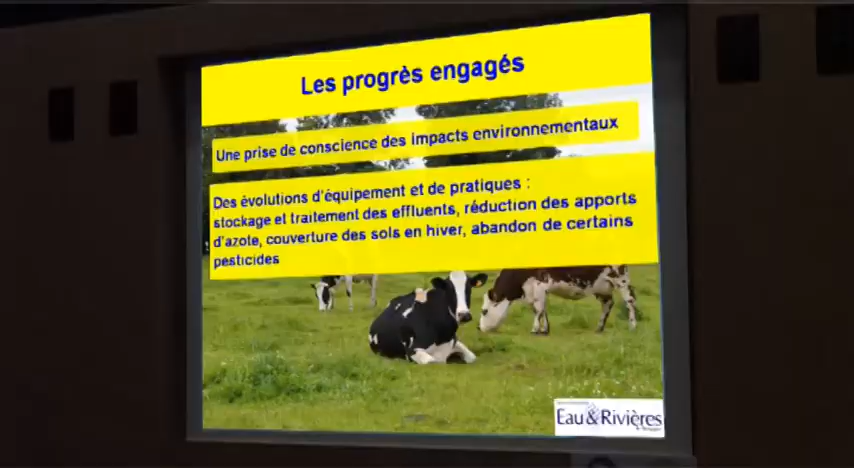 Les progrès engagés
Une prise de conscience des impacts environnementaux
Des évolutions d'équipement et de pratiques :
stockage et traitement des effluents, réduction des apports
d'azote, couverture des sols en hiver, abandon de certains
pesticides
Eau&Rivières